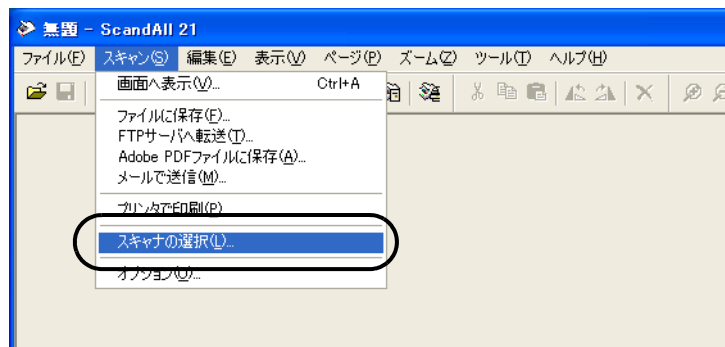 無題 - ScandAll 21
ファイル(F) スキャン(S) 編集(E) 表示(V) ページ(P) ズーム(Z) ツール(T) ヘルプ(H)
画面へ表示(V)... Ctrl+A
ファイルに保存(F)...
FTPサーバへ転送(T)...
Adobe PDFファイルに保存(A)...
メールで送信(M)...
プリンタで印刷(P)
スキャナの選択(L)...
オプション(O)...